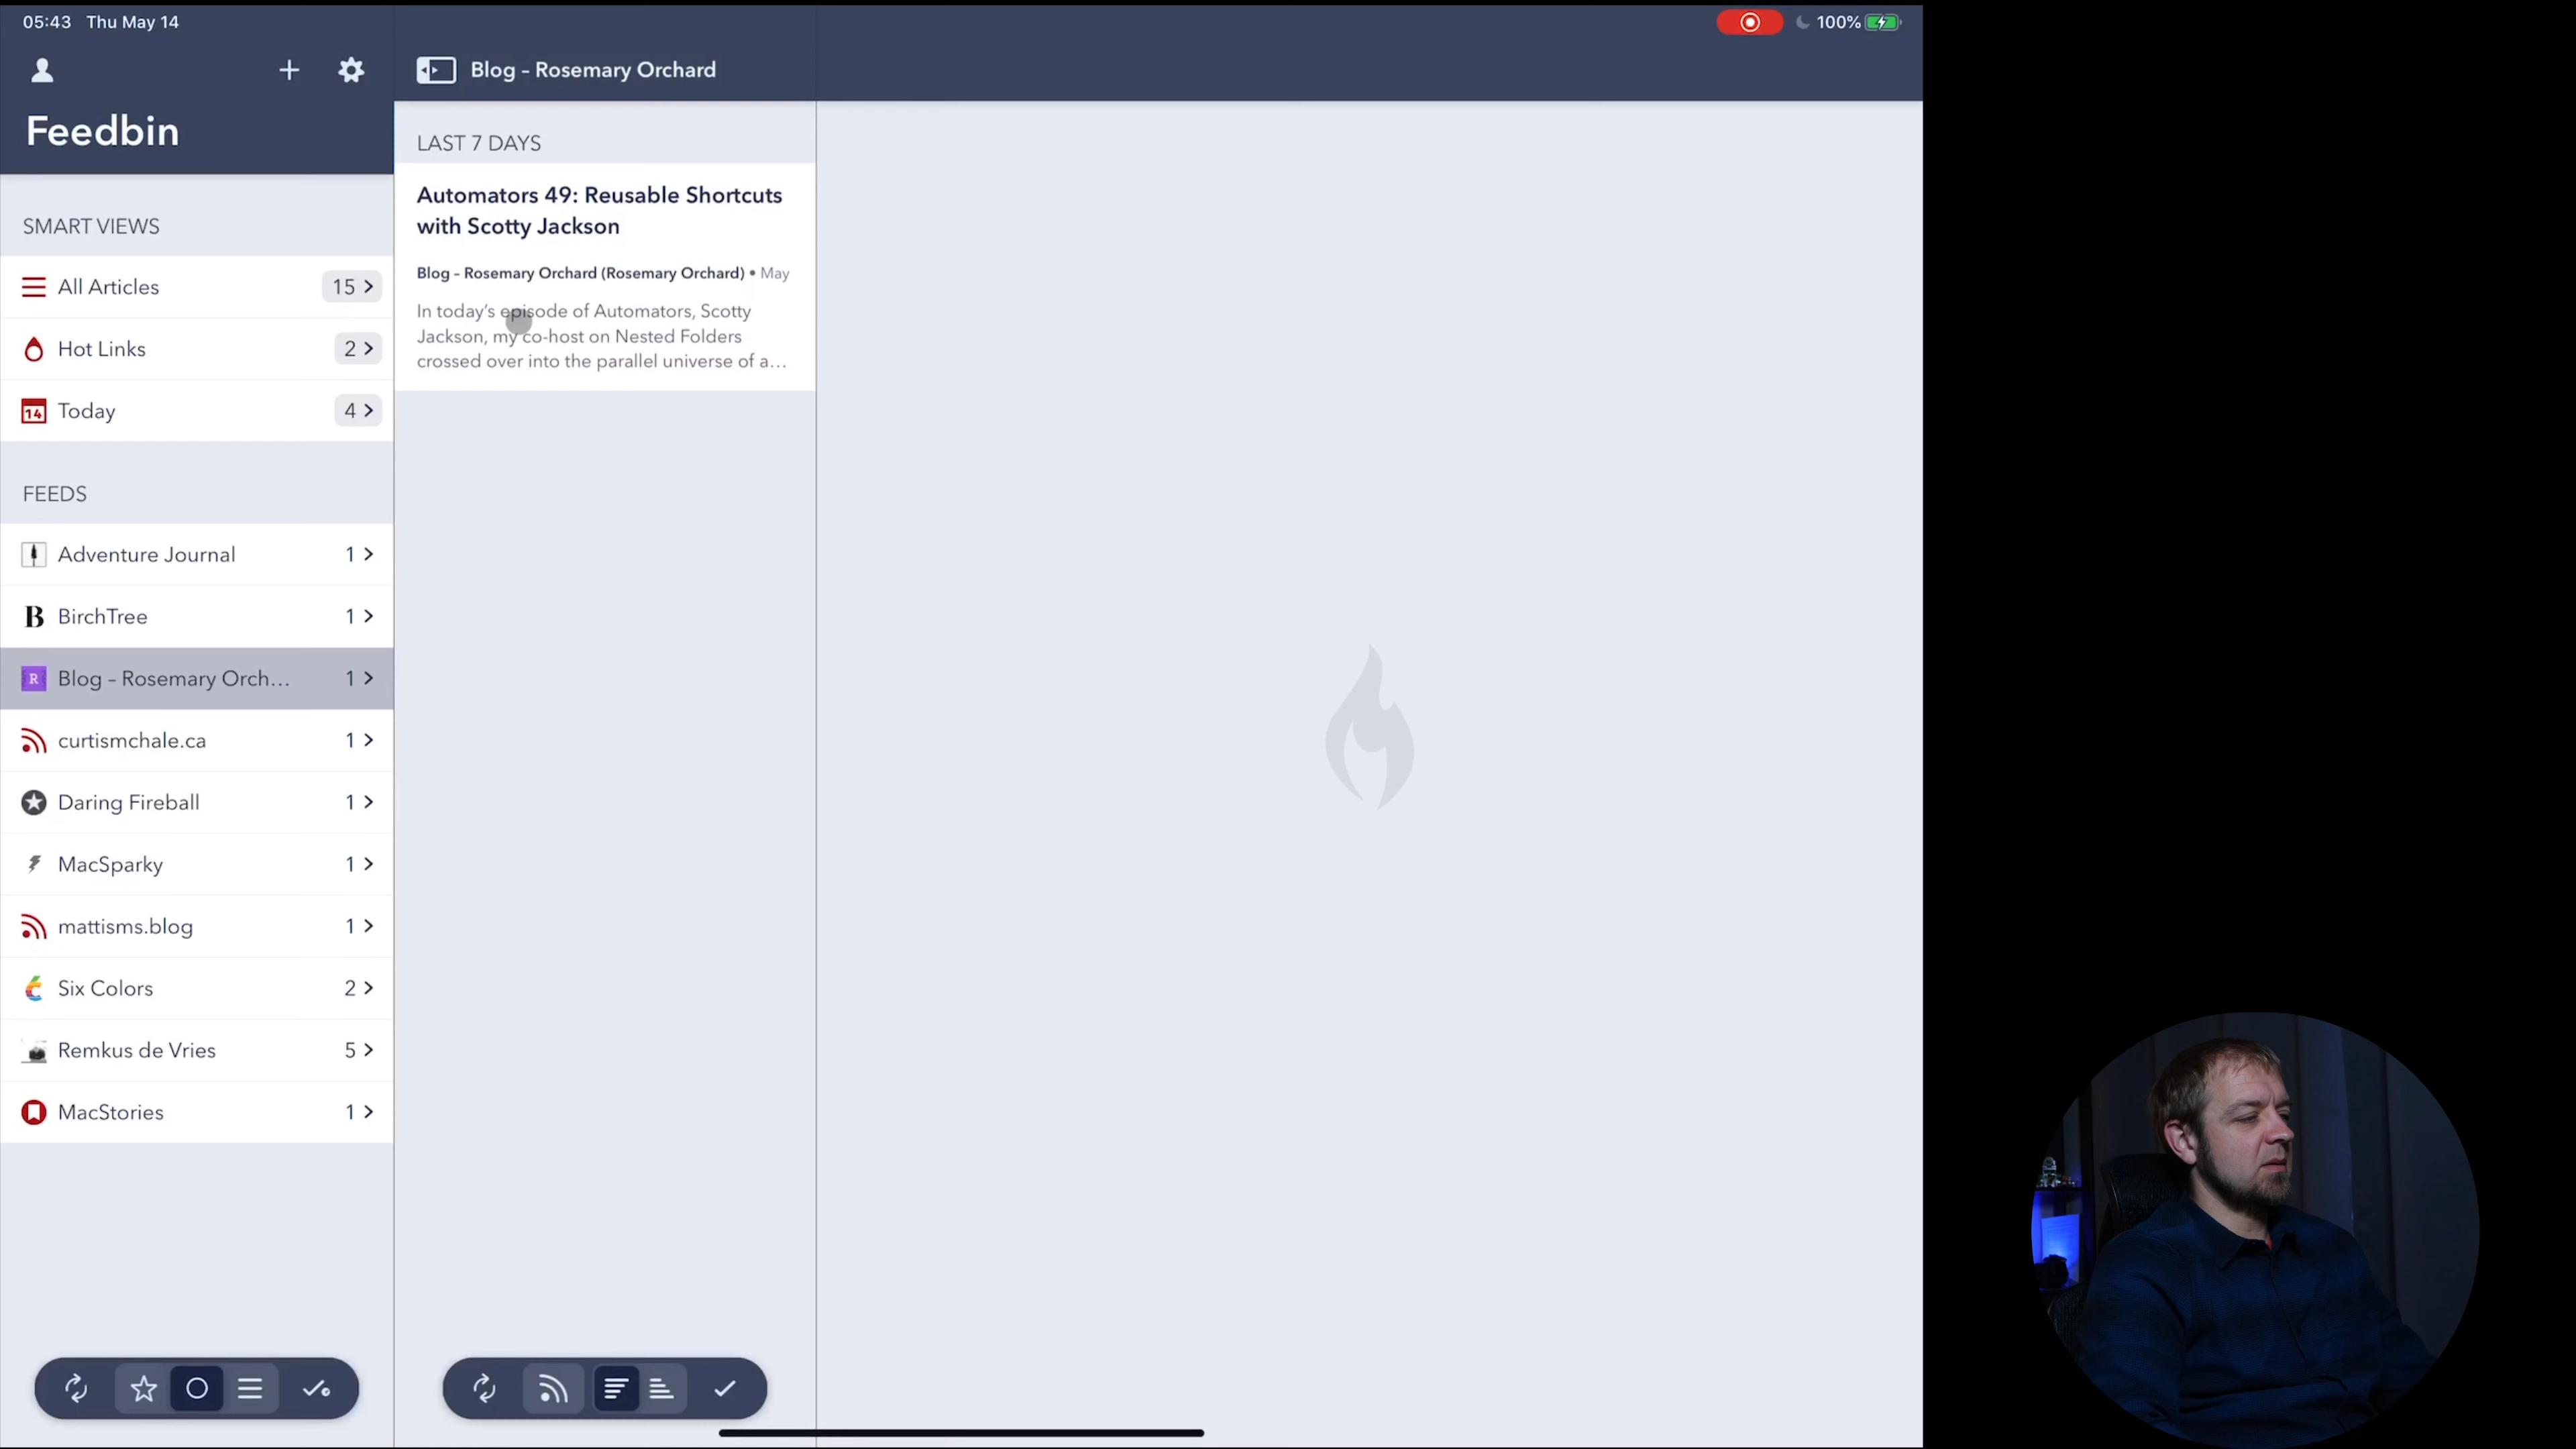 05:43 Thu May 14
100%
Feedbin
Blog – Rosemary Orchard
SMART VIEWS
All Articles 15
Hot Links 2
14 Today 4
FEEDS
Adventure Journal 1
B BirchTree 1
R Blog – Rosemary Orch... 1
curtismchale.ca 1
Daring Fireball 1
MacSparky 1
mattisms.blog 1
Six Colors 2
Remkus de Vries 5
MacStories 1
LAST 7 DAYS
Automators 49: Reusable Shortcuts
with Scotty Jackson
Blog – Rosemary Orchard (Rosemary Orchard) • May
In today's episode of Automators, Scotty
Jackson, my co-host on Nested Folders
crossed over into the parallel universe of a...